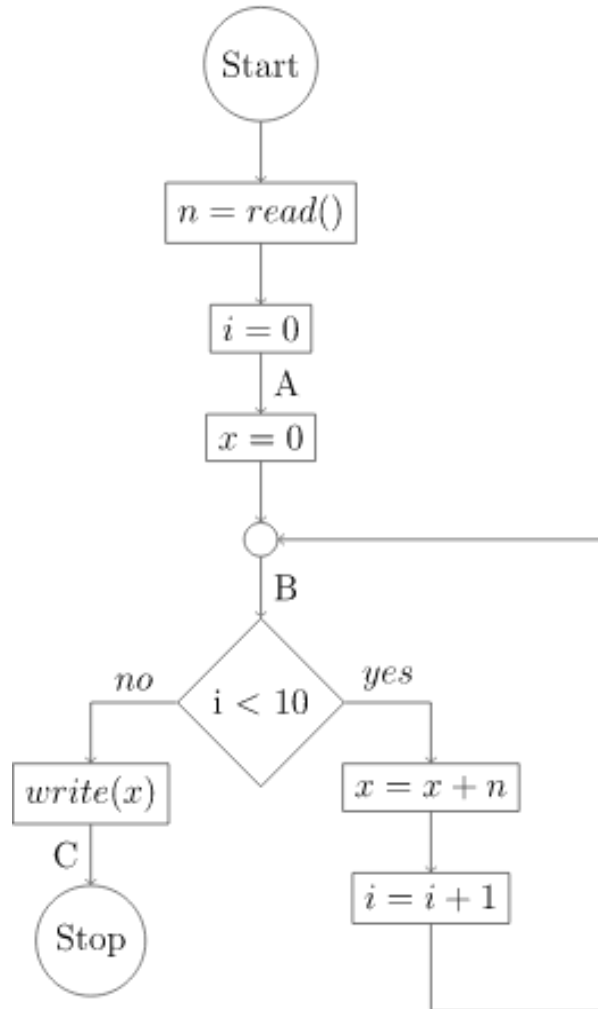 Start
n = read()
i = 0
A
x = 0
B
no
yes
i < 10
write(x)
x = x + n
C
i = i + 1
Stop